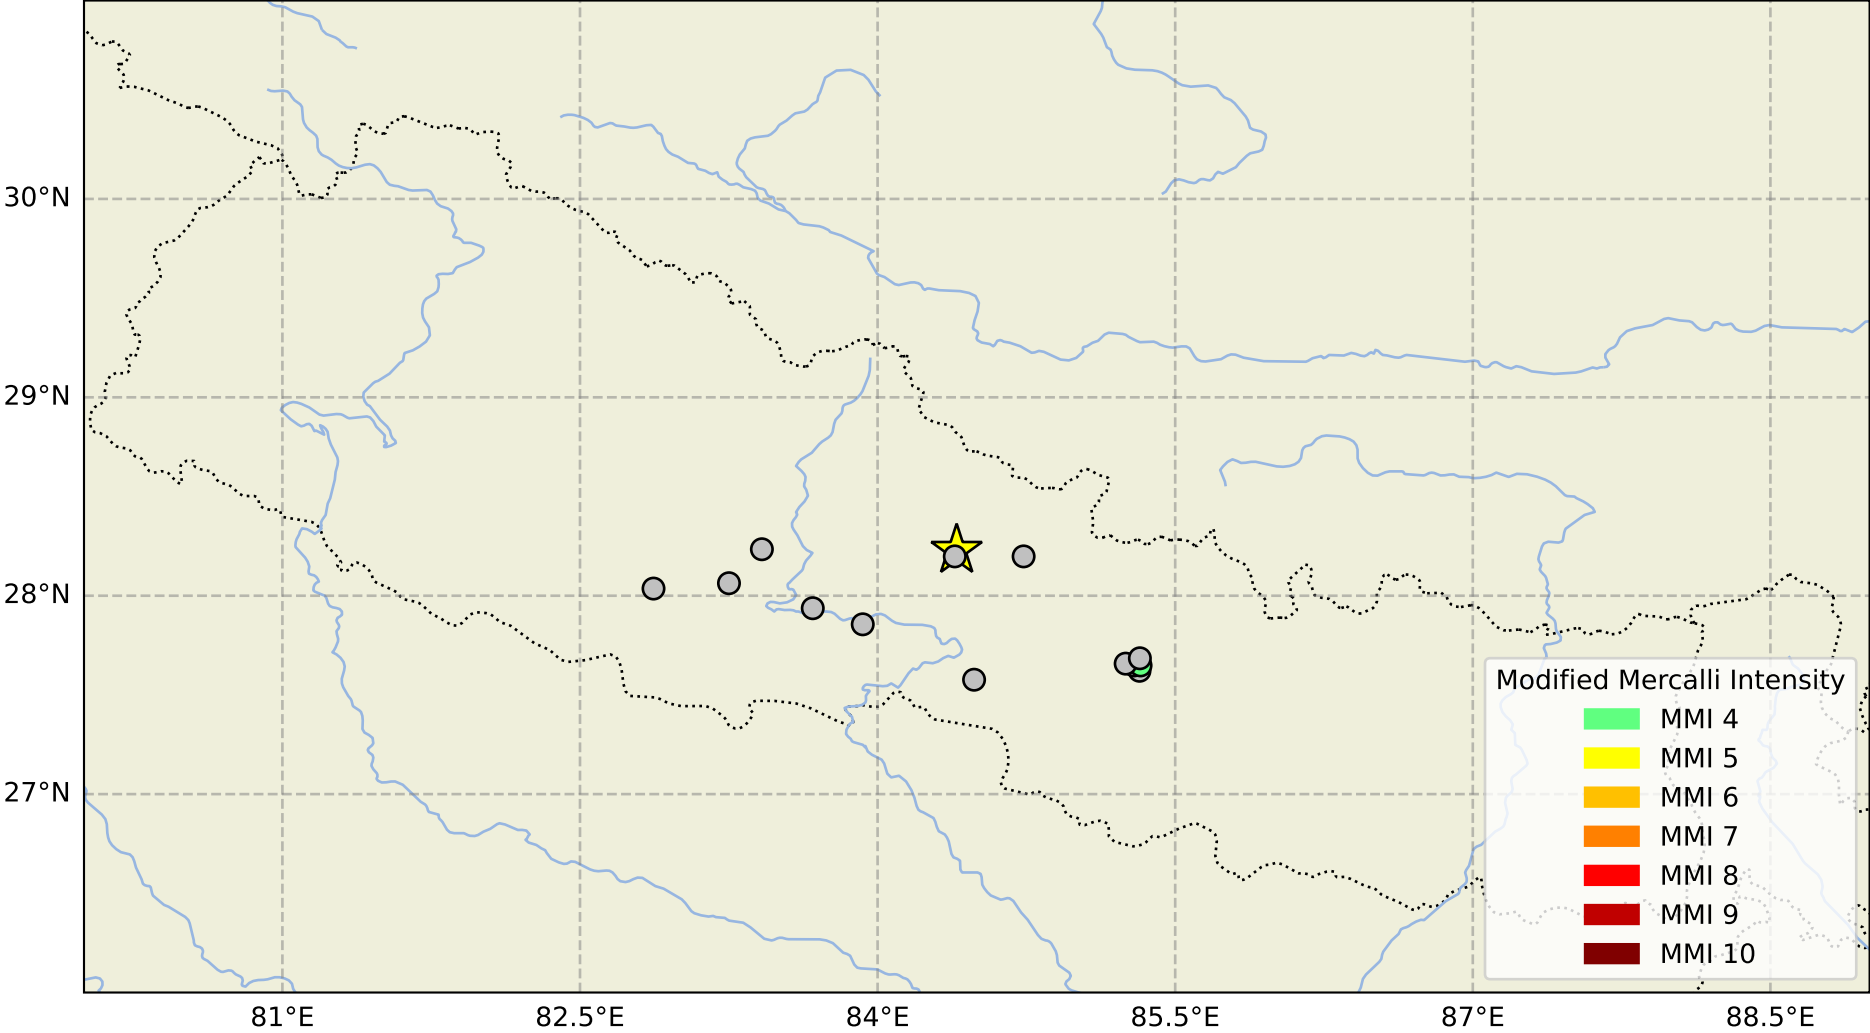 30°N
29°N
28°N
27°N
Modified Mercalli Intensity
MMI 4
MMI 5
MMI 6
MMI 7
MMI 8
MMI 9
MMI 10
81°E
82.5°E
84°E
85.5°E
87°E
88.5°E